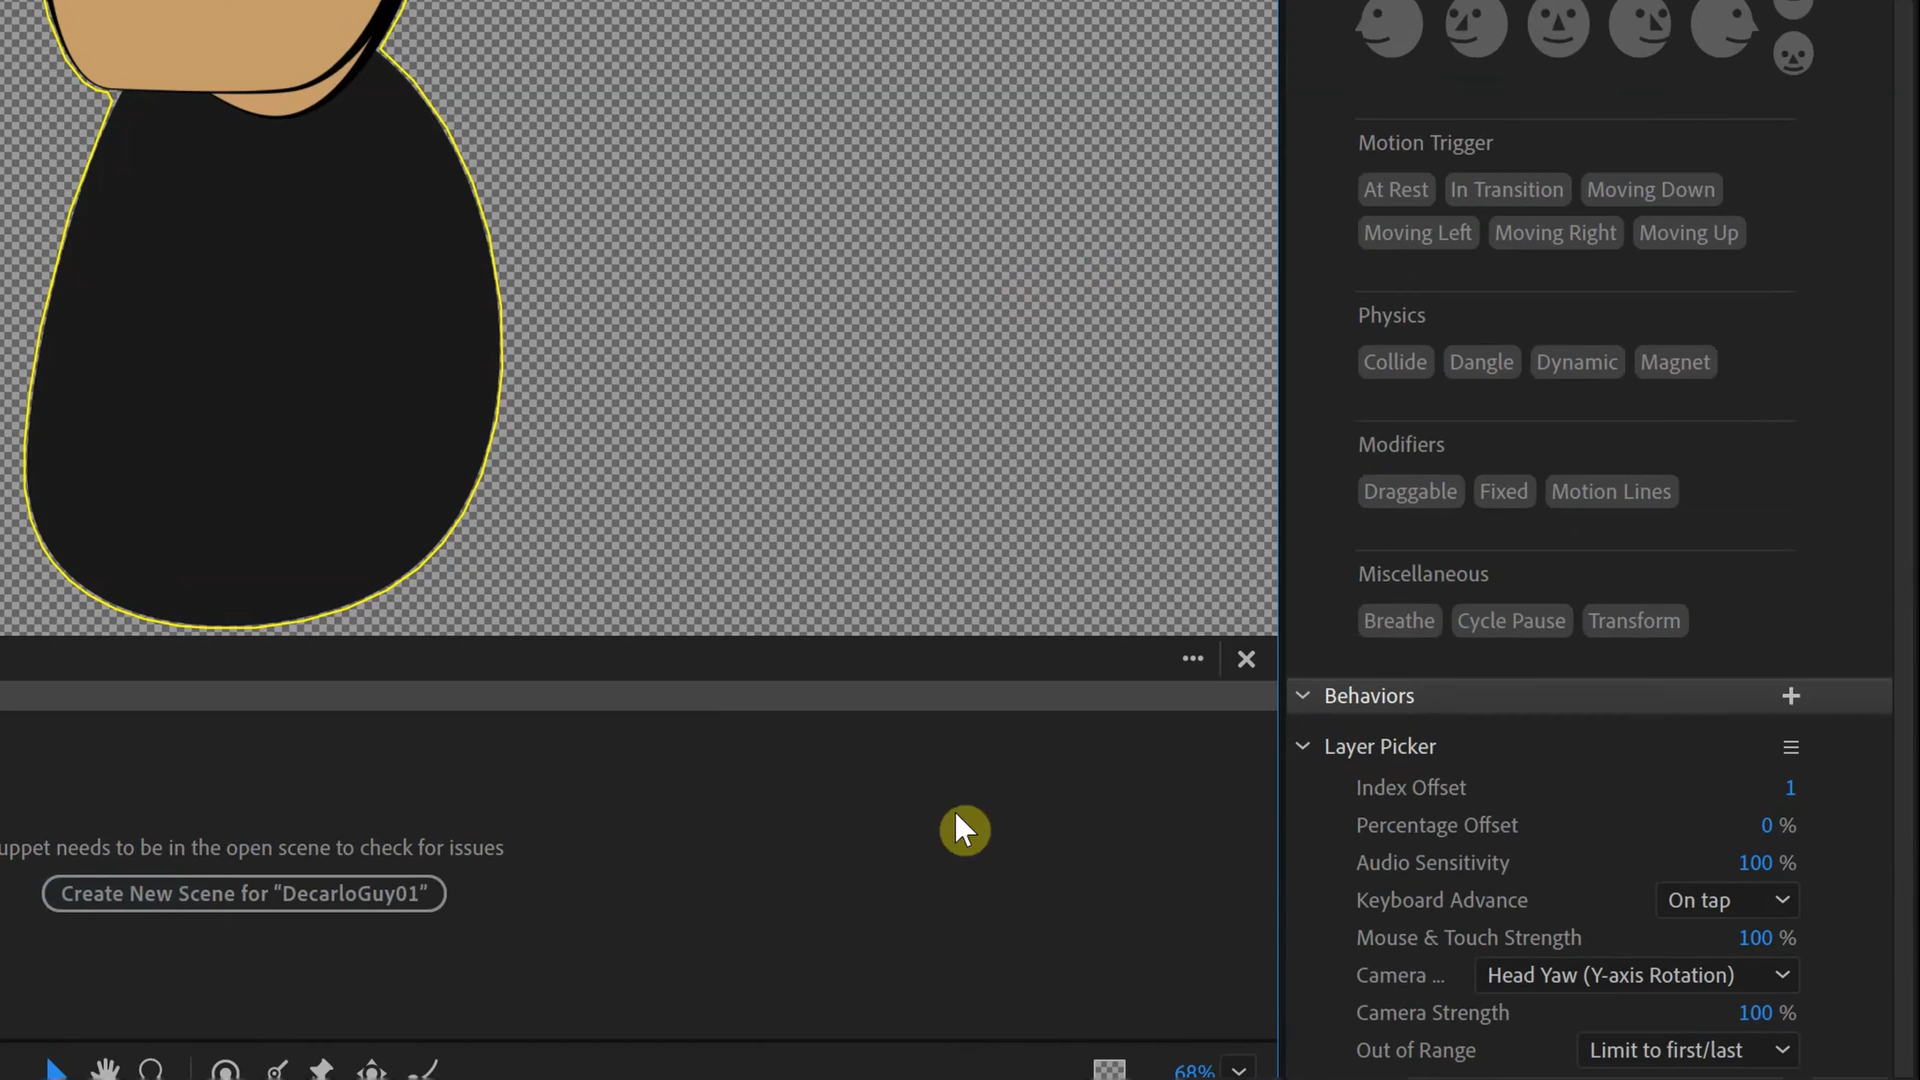 Motion Trigger
At Rest In Transition Moving Down
Moving Left Moving Right Moving Up
Physics
Collide Dangle Dynamic Magnet
Modifiers
Draggable Fixed Motion Lines
Miscellaneous
Breathe Cycle Pause Transform
Behaviors
Layer Picker
Index Offset 1
Percentage Offset 0 %
Audio Sensitivity 100 %
Keyboard Advance On tap
Mouse & Touch Strength 100 %
Camera ... Head Yaw (Y-axis Rotation)
Camera Strength 100 %
Out of Range Limit to first/last
uppet needs to be in the open scene to check for issues
Create New Scene for “DecarloGuy01”
68%